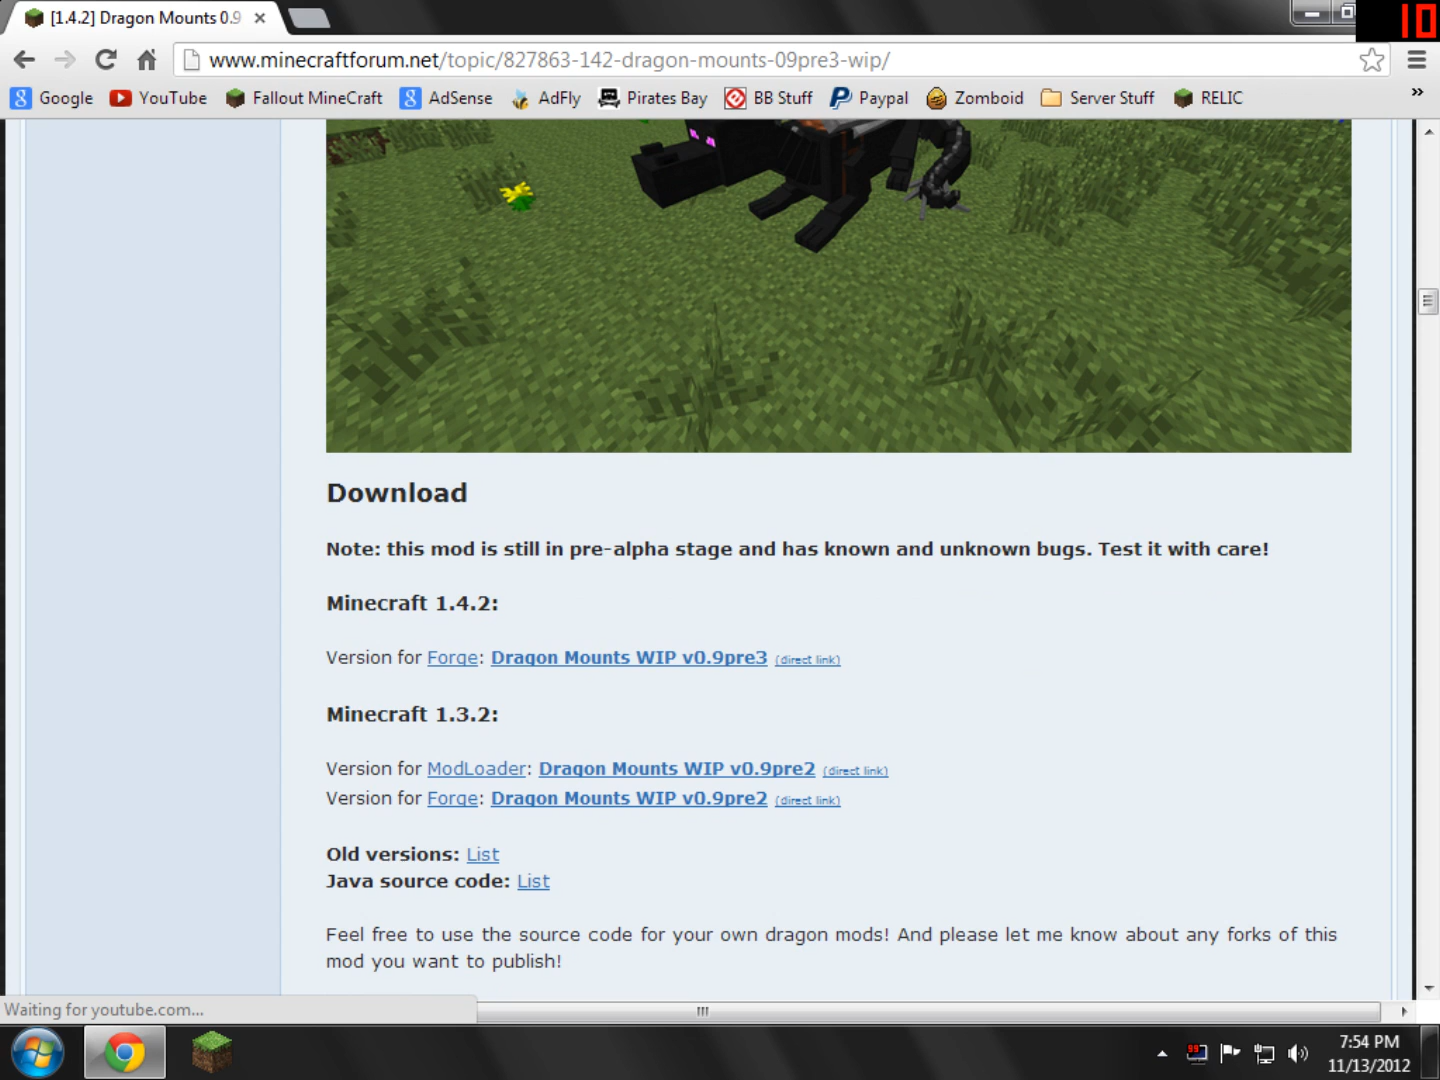 [1.4.2] Dragon Mounts 0.9
10
www.minecraftforum.net/topic/827863-142-dragon-mounts-09pre3-wip/
Google YouTube Fallout MineCraft AdSense AdFly Pirates Bay BB Stuff Paypal Zomboid Server Stuff RELIC »
Download
Note: this mod is still in pre-alpha stage and has known and unknown bugs. Test it with care!
Minecraft 1.4.2:
Version for Forge: Dragon Mounts WIP v0.9pre3 (direct link)
Minecraft 1.3.2:
Version for ModLoader: Dragon Mounts WIP v0.9pre2 (direct link)
Version for Forge: Dragon Mounts WIP v0.9pre2 (direct link)
Old versions: List
Java source code: List
Feel free to use the source code for your own dragon mods! And please let me know about any forks of this
mod you want to publish!
Waiting for youtube.com...
99
7:54 PM
11/13/2012